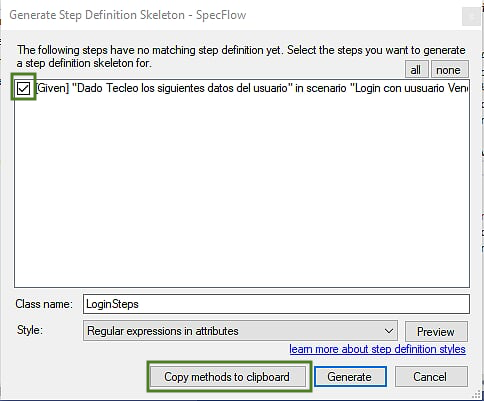 Generate Step Definition Skeleton - SpecFlow
The following steps have no matching step definition yet. Select the steps you want to generate
a step definition skeleton for.
all none
[Given] "Dado Tecleo los siguientes datos del usuario" in scenario "Login con uusuario
Class name: LoginSteps
Style: Regular expressions in attributes Preview
learn more about step definition styles
Copy methods to clipboard Generate Cancel